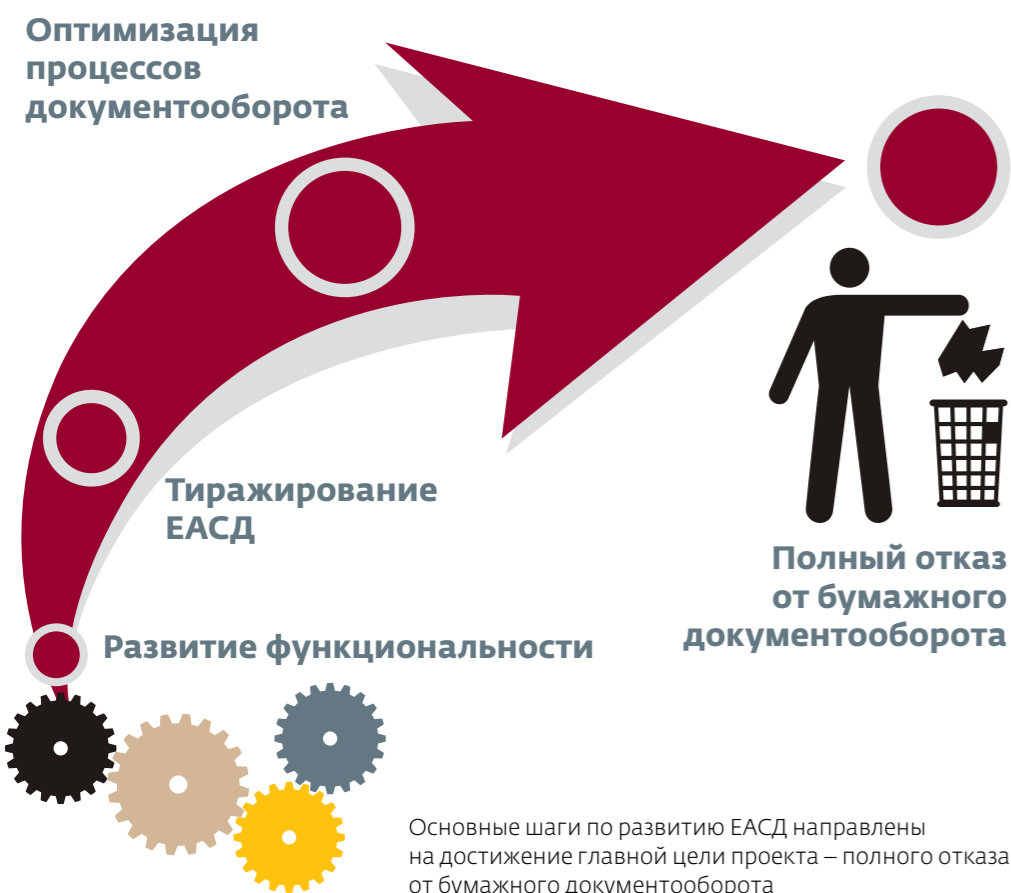 Оптимизация
процессов
документооборота
Тиражирование
ЕАСД
Развитие функциональности
Полный отказ
от бумажного
документооборота
Основные шаги по развитию ЕАСД направлены
на достижение главной цели проекта – полного отказа
от бумажного документооборота